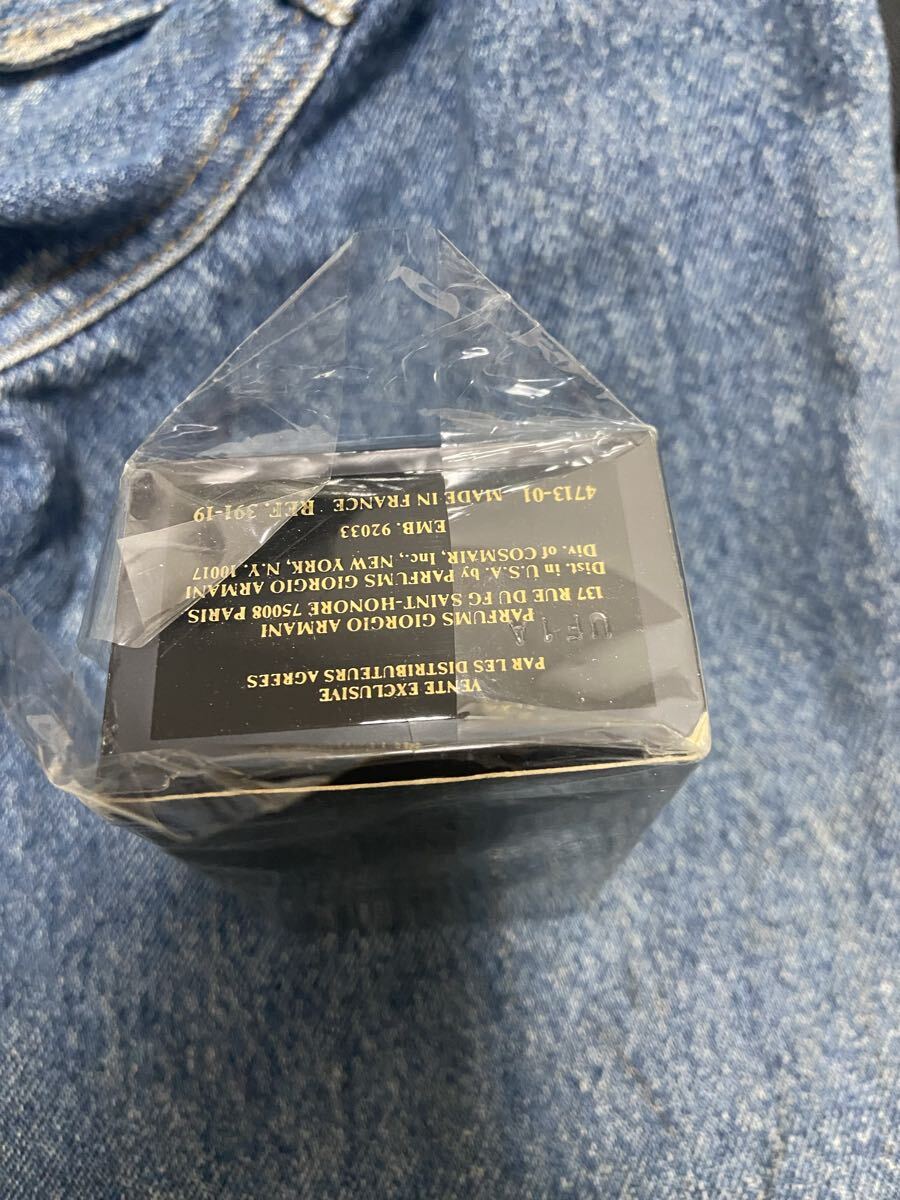 VENTE EXCLUSIVE
PAR LES DISTRIBUTEURS AGREES
PARFUMS GIORGIO ARMANI
137 RUE DU FG SAINT-HONORE 75008 PARIS
Dist. in U.S.A. by PARFUMS GIORGIO ARMANI
Div. of COSMAIR, Inc., NEW YORK, N.Y. 10017
EMB. 92033
4713-01 MADE IN FRANCE REF. 391-19
UF1A